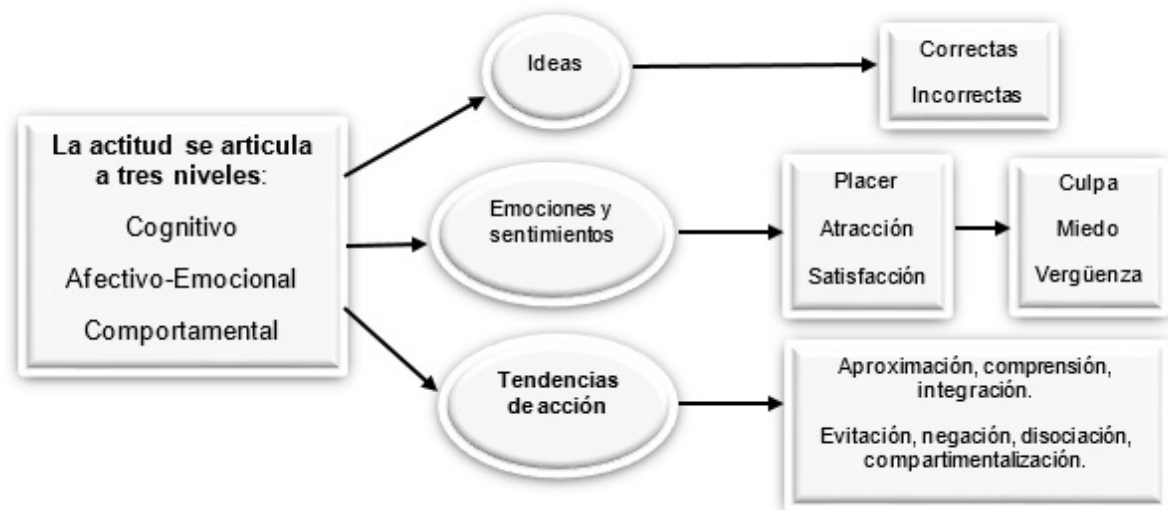 La actitud se articula
a tres niveles:
Cognitivo
Afectivo-Emocional
Comportamental
Ideas
Correctas
Incorrectas
Emociones y
sentimientos
Placer
Atracción
Satisfacción
Culpa
Miedo
Vergüenza
Tendencias
de acción
Aproximación, comprensión,
integración.
Evitación, negación, disociación,
compartimentalización.